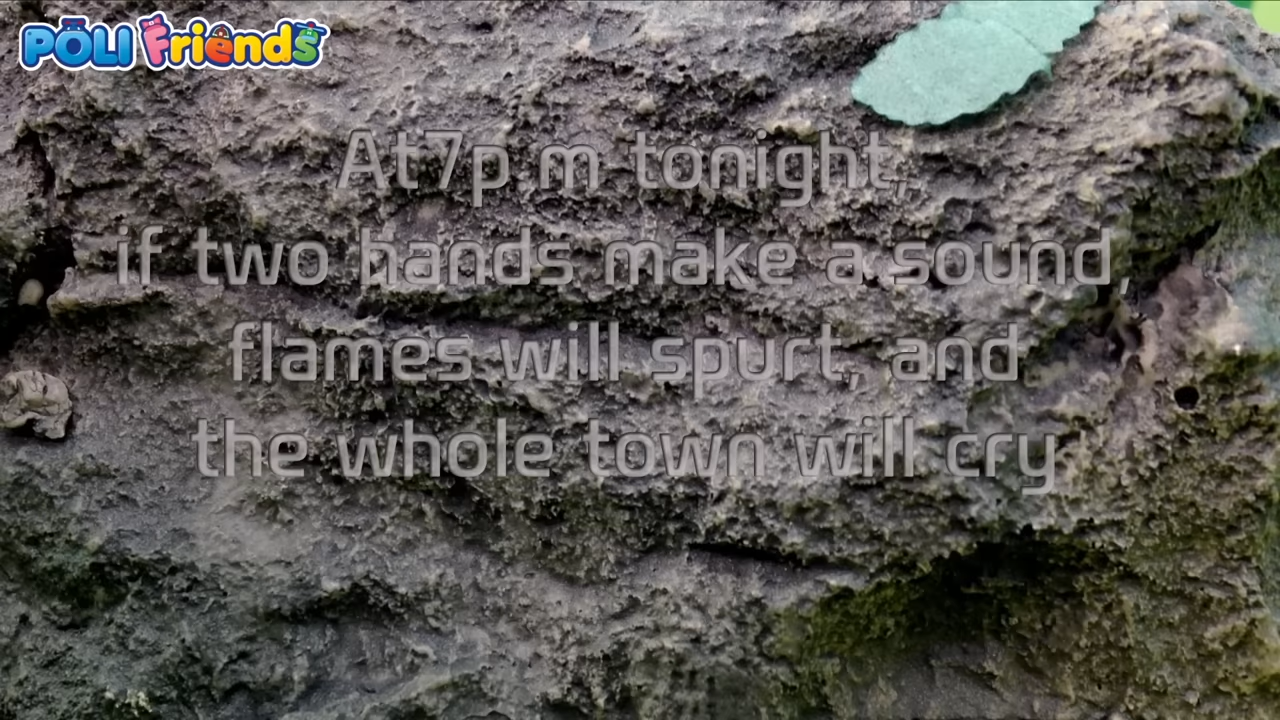 POLI Friends
At7p m tonight,
if two hands make a sound,
flames will spurt, and
the whole town will cry